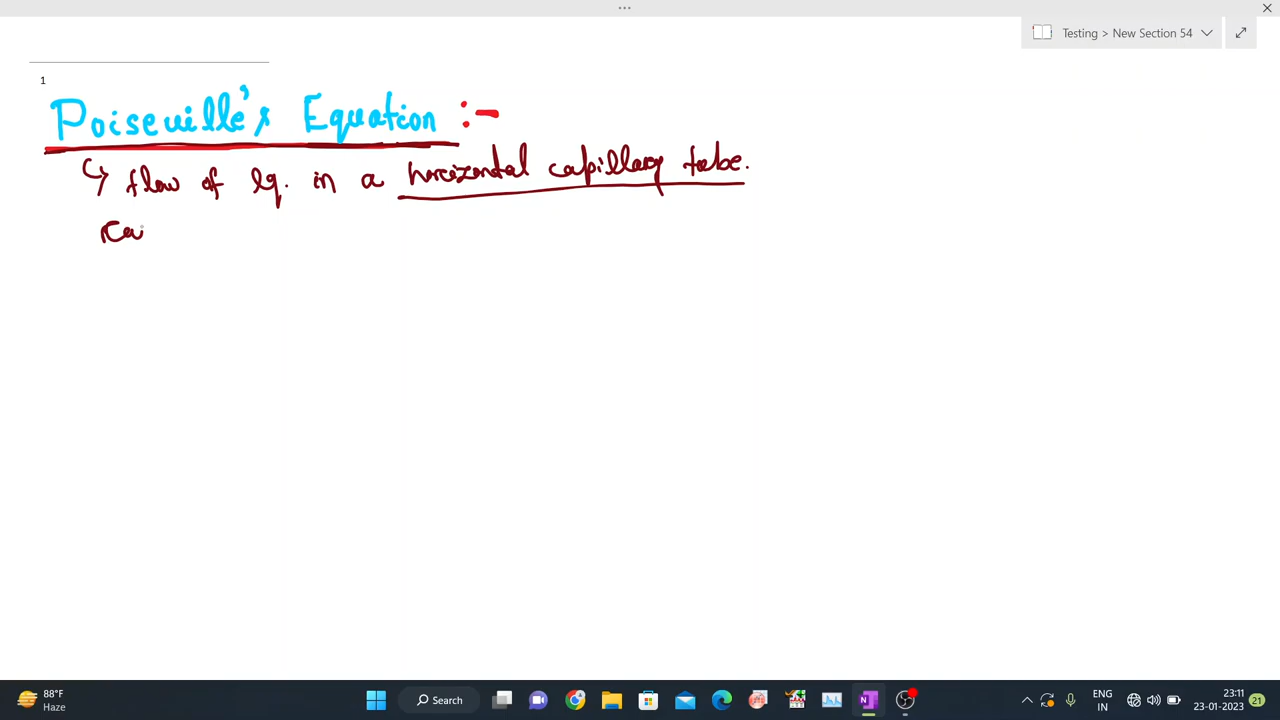 Testing > New Section 54
1
Poiseuille's Equation :-
↳ flow of lq. in a horizontal capillary tube.
88°F
Haze
Search
ENG
IN
23:11
23-01-2023
21